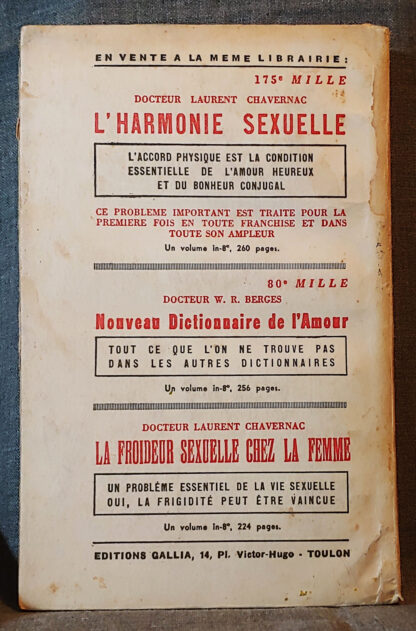 EN VENTE A LA MEME LIBRAIRIE :
175e MILLE
DOCTEUR LAURENT CHAVERNAC
L'HARMONIE SEXUELLE
L'ACCORD PHYSIQUE EST LA CONDITION
ESSENTIELLE DE L'AMOUR HEUREUX
ET DU BONHEUR CONJUGAL
CE PROBLEME IMPORTANT EST TRAITE POUR LA
PREMIERE FOIS EN TOUTE FRANCHISE ET DANS
TOUTE SON AMPLEUR
Un volume in-8°, 260 pages.
80e MILLE
DOCTEUR W. R. BERGES
Nouveau Dictionnaire de l'Amour
TOUT CE QUE L'ON NE TROUVE PAS
DANS LES AUTRES DICTIONNAIRES
Un volume in-8°, 256 pages.
DOCTEUR LAURENT CHAVERNAC
LA FROIDEUR SEXUELLE CHEZ LA FEMME
UN PROBLÉME ESSENTIEL DE LA VIE SEXUELLE
OUI, LA FRIGIDITÉ PEUT ÊTRE VAINCUE
Un volume in-8°, 224 pages.
EDITIONS GALLIA, 14, Pl. Victor-Hugo - TOULON